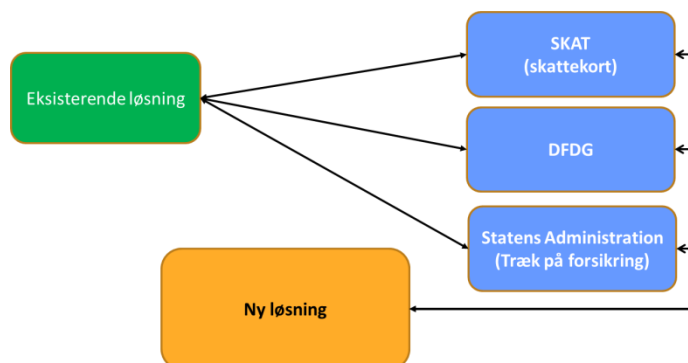 Eksisterende løsning
SKAT
(skattekort)
DFDG
Statens Administration
(Træk på forsikring)
Ny løsning